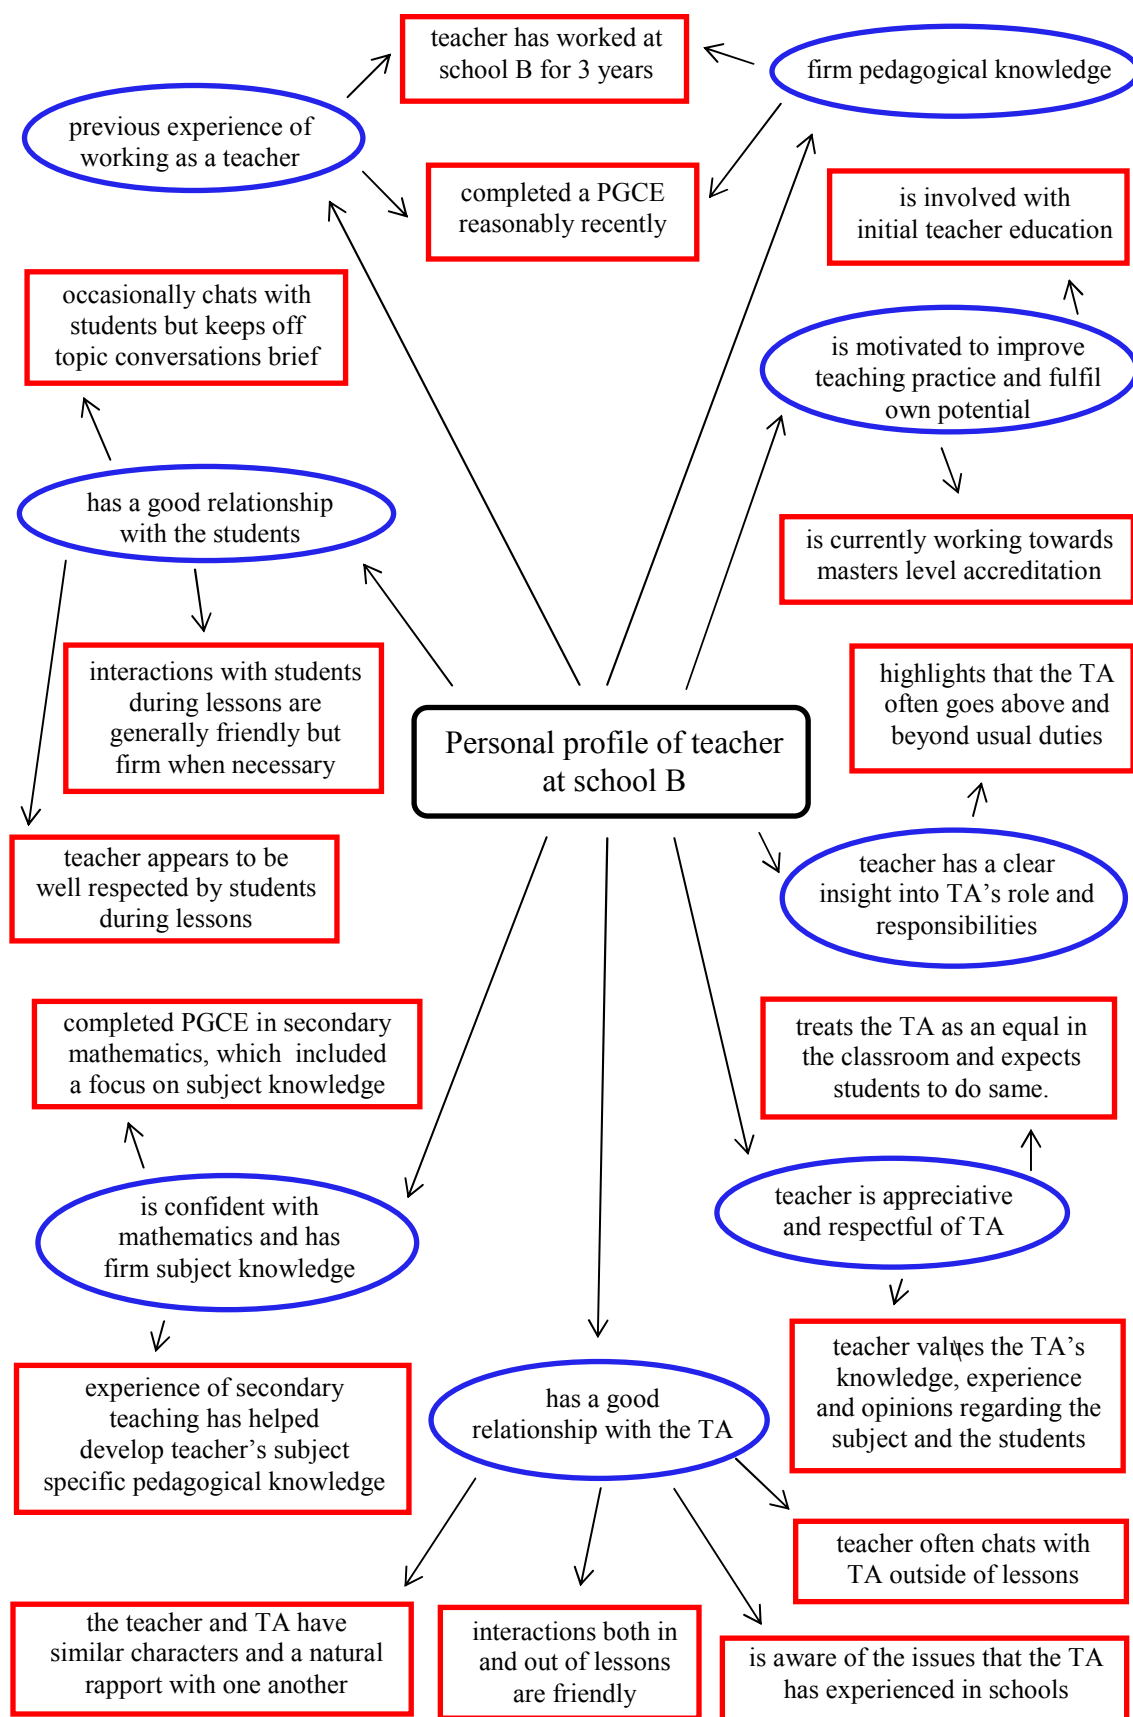 teacher has worked at
school B for 3 years
firm pedagogical knowledge
previous experience of
working as a teacher
completed a PGCE
reasonably recently
is involved with
initial teacher education
occasionally chats with
students but keeps off
topic conversations brief
is motivated to improve
teaching practice and fulfil
own potential
has a good relationship
with the students
is currently working towards
masters level accreditation
interactions with students
during lessons are
generally friendly but
firm when necessary
highlights that the TA
often goes above and
beyond usual duties
Personal profile of teacher
at school B
teacher appears to be
well respected by students
during lessons
teacher has a clear
insight into TA's role and
responsibilities
completed PGCE in secondary
mathematics, which included
a focus on subject knowledge
treats the TA as an equal in
the classroom and expects
students to do same.
is confident with
mathematics and has
firm subject knowledge
teacher is appreciative
and respectful of TA
experience of secondary
teaching has helped
develop teacher's subject
specific pedagogical knowledge
has a good
relationship with the TA
teacher values the TA's
knowledge, experience
and opinions regarding the
subject and the students
teacher often chats with
TA outside of lessons
the teacher and TA have
similar characters and a natural
rapport with one another
interactions both in
and out of lessons
are friendly
is aware of the issues that the TA
has experienced in schools